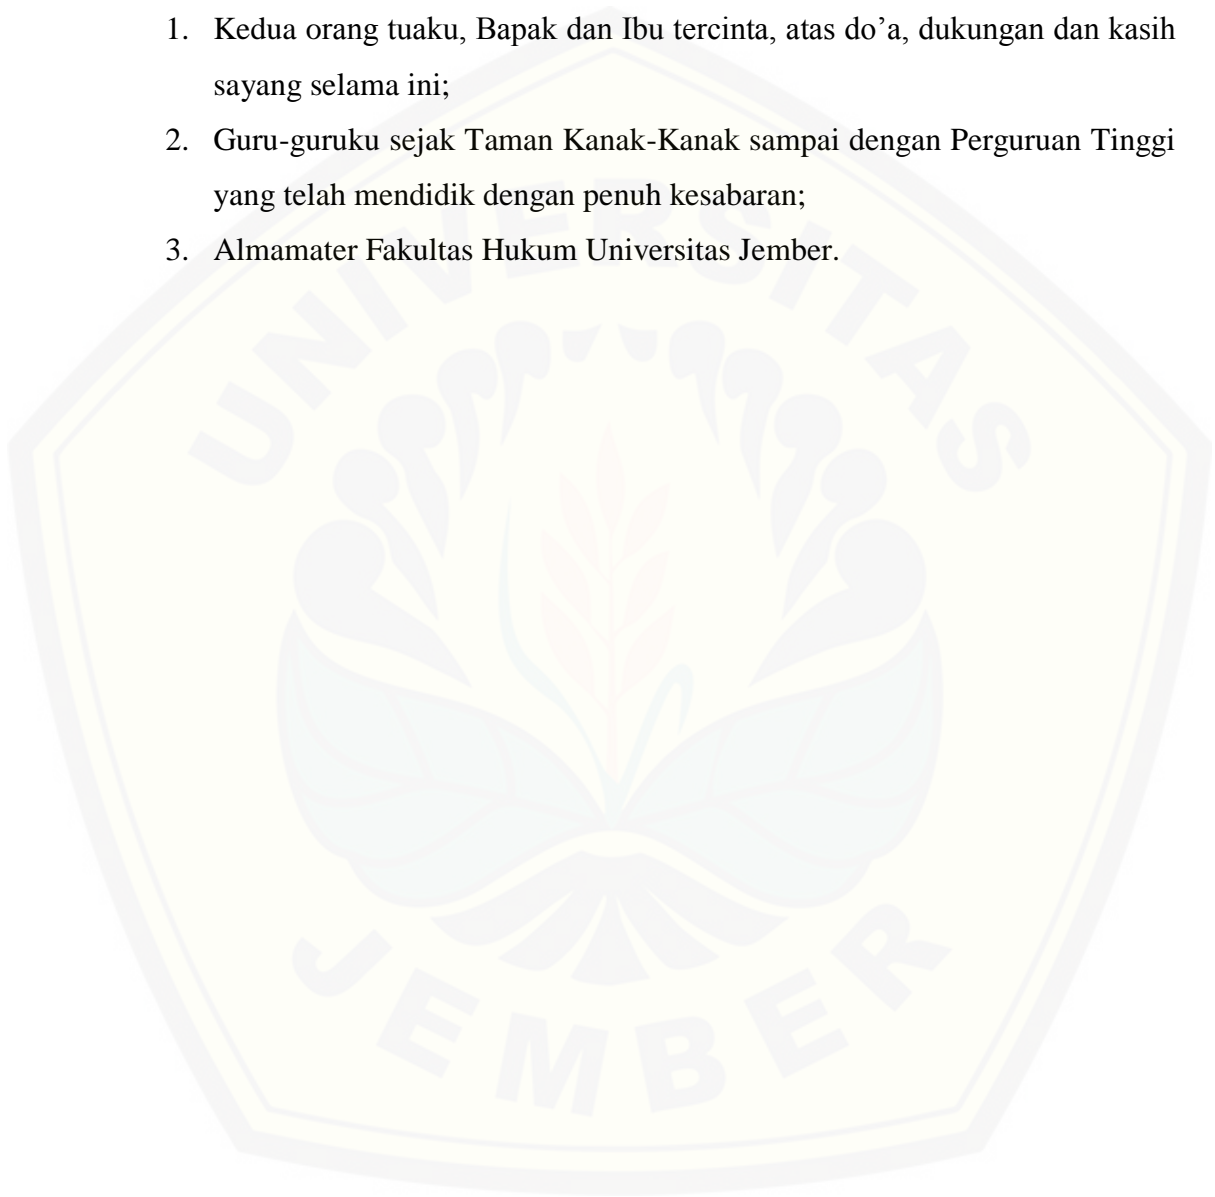 1. Kedua orang tuaku, Bapak dan Ibu tercinta, atas do’a, dukungan dan kasih
sayang selama ini;
2. Guru-guruku sejak Taman Kanak-Kanak sampai dengan Perguruan Tinggi
yang telah mendidik dengan penuh kesabaran;
3. Almamater Fakultas Hukum Universitas Jember.
UNIVERSITAS
JEMBER